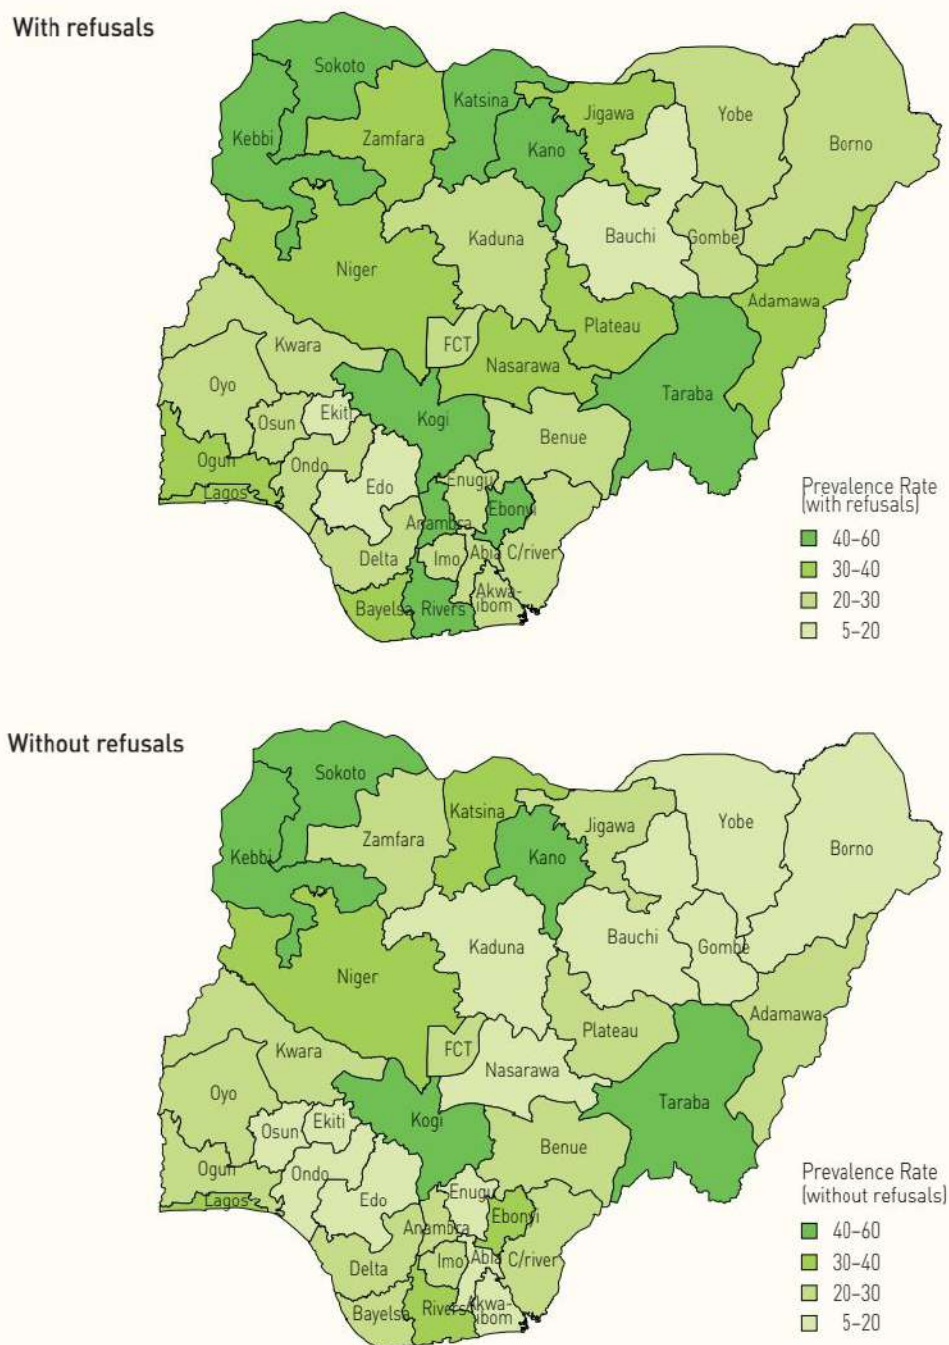 With refusals
Sokoto
Katsina
Jigawa
Yobe
Kebbi
Zamfara
Kano
Borno
Kaduna
Bauchi
Gombe
Niger
Adamawa
Plateau
Kwara
FCT
Nasarawa
Oyo
Taraba
Osun
Ekiti
Kogi
Benue
Ogun
Ondo
Edo
Enugu
Lagos
Anambra
Ebonyi
Delta
Imo
Abia
C/river
Bayelsa
Rivers
Akwa-
ibom
Prevalence Rate
(with refusals)
40–60
30–40
20–30
5–20
Without refusals
Sokoto
Katsina
Jigawa
Yobe
Kebbi
Zamfara
Kano
Borno
Kaduna
Bauchi
Gombe
Niger
Adamawa
Plateau
Kwara
FCT
Nasarawa
Oyo
Taraba
Osun
Ekiti
Kogi
Benue
Ogun
Ondo
Edo
Enugu
Lagos
Anambra
Ebonyi
Delta
Imo
Abia
C/river
Bayelsa
Rivers
Akwa-
ibom
Prevalence Rate
(without refusals)
40–60
30–40
20–30
5–20